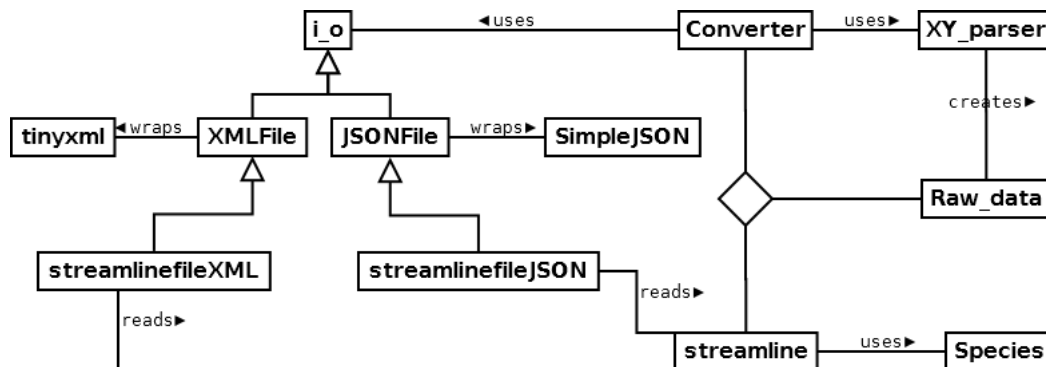 i_o
◄uses
Converter
uses►
XY_parser
creates►
tinyxml
◄wraps
XMLFile
JSONFile
wraps►
SimpleJSON
Raw_data
streamlinefileXML
streamlinefileJSON
reads►
reads►
streamline
uses►
Species